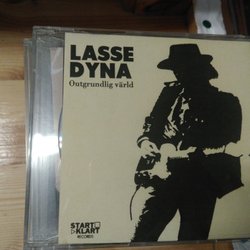 LASSE
DYNA
Outgrundlig värld
START
KLART
RECORDS